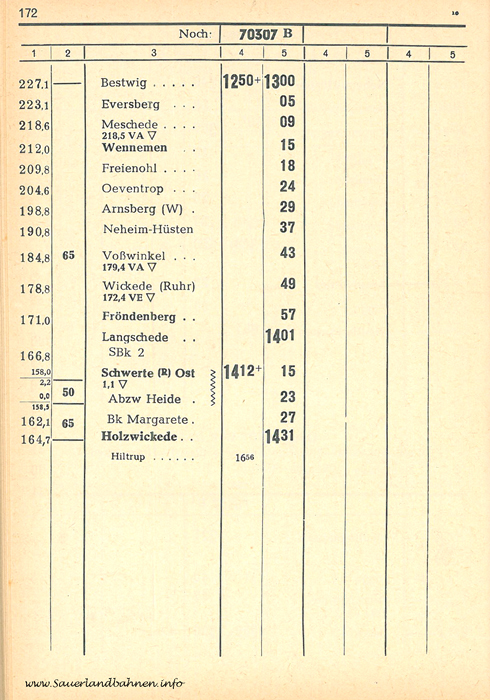 172 10
Noch: 70307 B
1 2 3 4 5 4 5 4 5
227,1 Bestwig . . . . . 1250+ 1300
223,1 Eversberg . . . 05
218,6 Meschede . . . . 09
218,5 VA ▽
212,0 Wennemen . . 15
209,8 Freienohl . . . . 18
204,6 Oeventrop . . . 24
198,8 Arnsberg (W) . 29
190,8 Neheim-Hüsten 37
184,8 65 Voßwinkel . . . 43
179,4 VA ▽
178,8 Wickede (Ruhr) 49
172,4 VE ▽
171,0 Fröndenberg . . 57
Langschede . . 1401
166,8 SBk 2
158,0 Schwerte (R) Ost 1412+ 15
2,2 1,1 ▽
0,0 50 Abzw Heide . 23
158,5
162,1 65 Bk Margarete . 27
164,7 Holzwickede . . 1431
Hiltrup . . . . . . 1656
www.Sauerlandbahnen.info